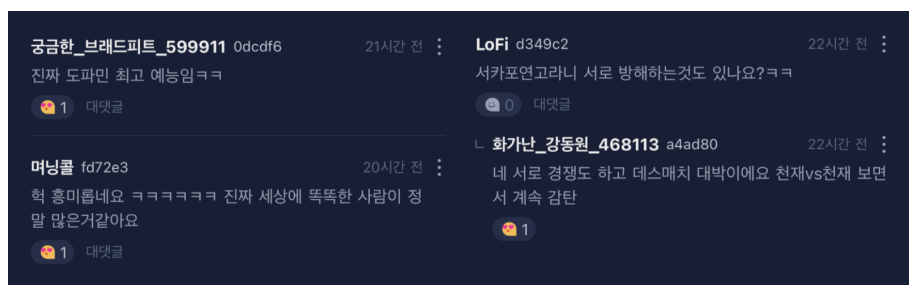 궁금한_브래드피트_599911 0dcdf6 21시간 전
진짜 도파민 최고 예능임ㅋㅋ
1 대댓글
며닝콜 fd72e3 20시간 전
헉 흥미롭네요 ㅋㅋㅋㅋㅋㅋ 진짜 세상에 똑똑한 사람이 정
말 많은거같아요
1 대댓글
LoFi d349c2 22시간 전
서카포연고라니 서로 방해하는것도 있나요?ㅋㅋ
0 대댓글
화가난_강동원_468113 a4ad80 22시간 전
네 서로 경쟁도 하고 데스매치 대박이에요 천재vs천재 보면
서 계속 감탄
1